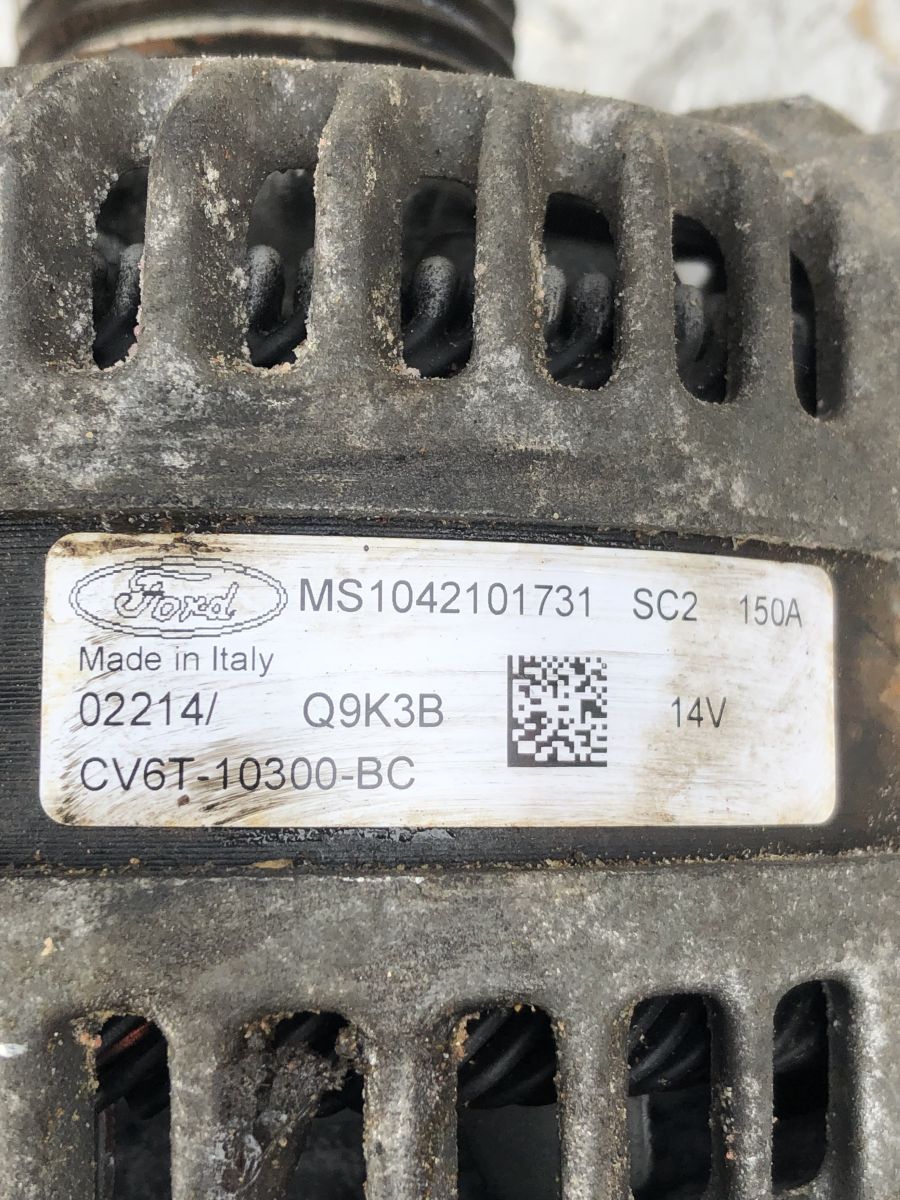 Ford MS1042101731 SC2 150A
Made in Italy
02214/ Q9K3B 14V
CV6T-10300-BC